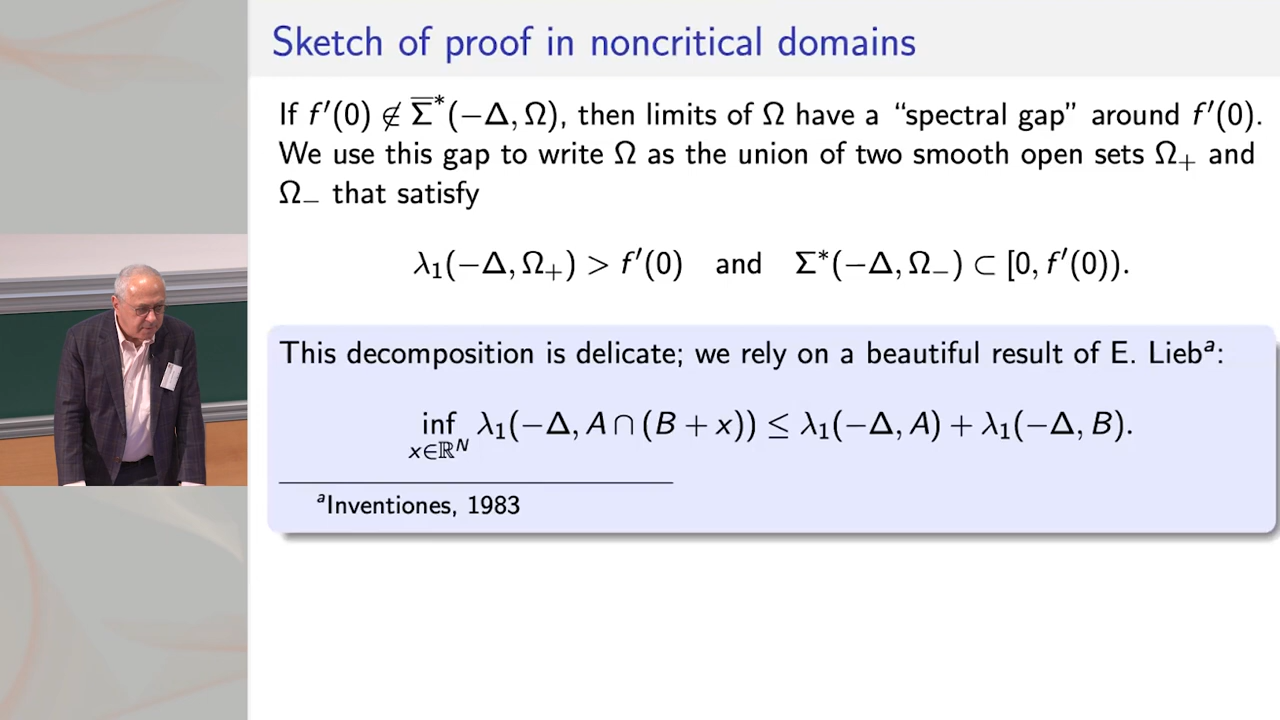 Sketch of proof in noncritical domains
If f′(0) ∉ Σ̅*(−Δ, Ω), then limits of Ω have a “spectral gap” around f′(0).
We use this gap to write Ω as the union of two smooth open sets Ω₊ and
Ω₋ that satisfy
λ₁(−Δ, Ω₊) > f′(0) and Σ*(−Δ, Ω₋) ⊂ [0, f′(0)).
This decomposition is delicate; we rely on a beautiful result of E. Liebᵃ:
inf λ₁(−Δ, A ∩ (B + x)) ≤ λ₁(−Δ, A) + λ₁(−Δ, B).
x∈ℝᴺ
ᵃInventiones, 1983